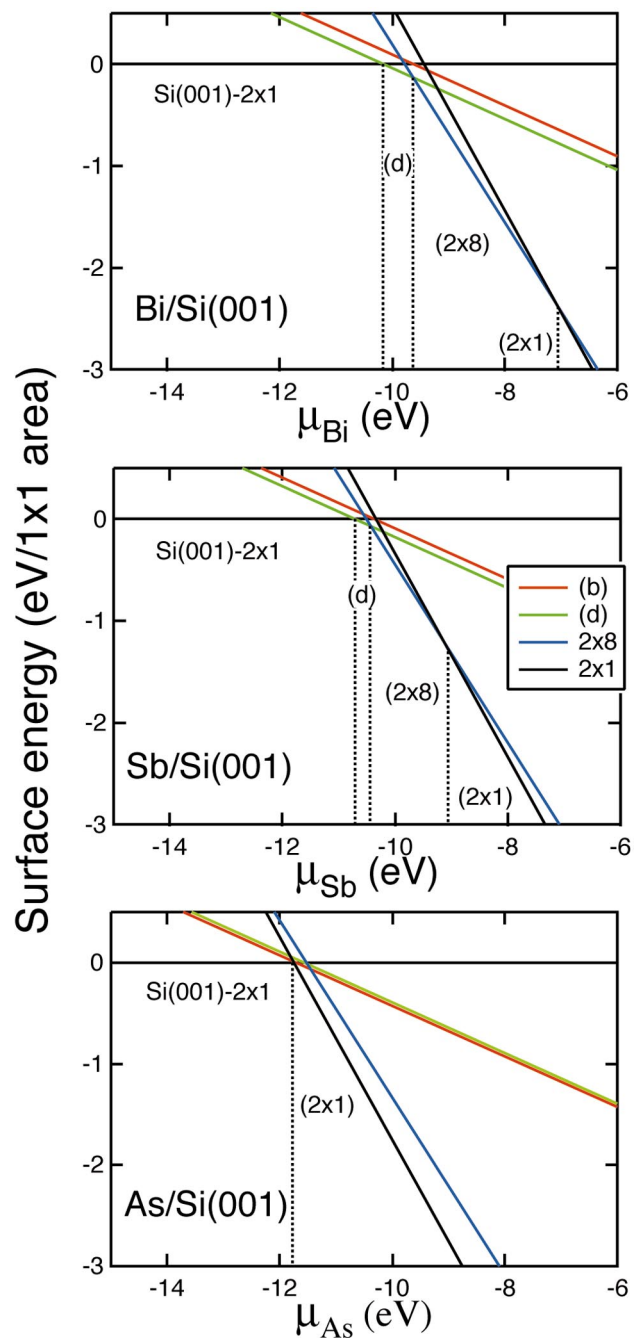 Surface energy (eV/1x1 area)
0
-1
-2
-3
Si(001)-2x1
(d)
(2x8)
(2x1)
Bi/Si(001)
-14 -12 -10 -8 -6
μBi (eV)
0
-1
-2
-3
Si(001)-2x1
(d)
(2x8)
(2x1)
Sb/Si(001)
(b)
(d)
2x8
2x1
-14 -12 -10 -8 -6
μSb (eV)
0
-1
-2
-3
Si(001)-2x1
(2x1)
As/Si(001)
-14 -12 -10 -8 -6
μAs (eV)